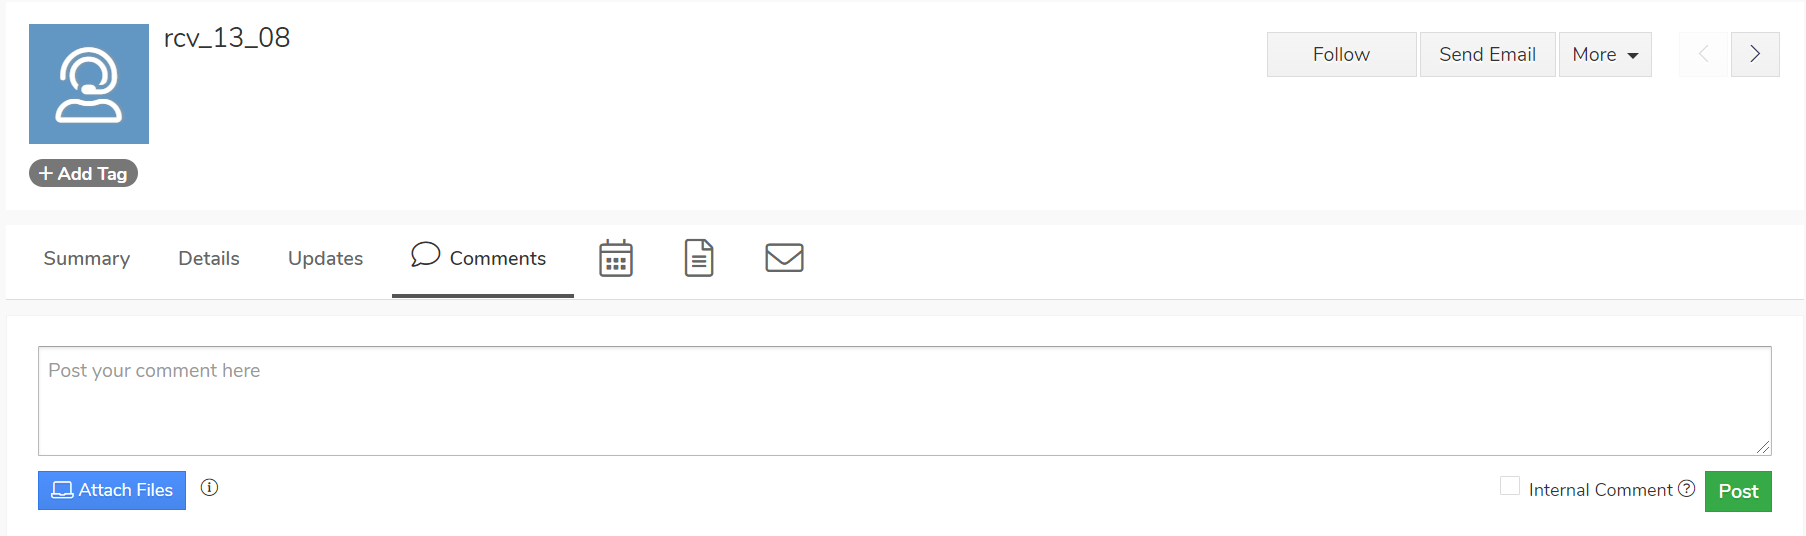 rcv_13_08
Follow
Send Email
More
+ Add Tag
Summary
Details
Updates
Comments
Post your comment here
Attach Files
Internal Comment
Post